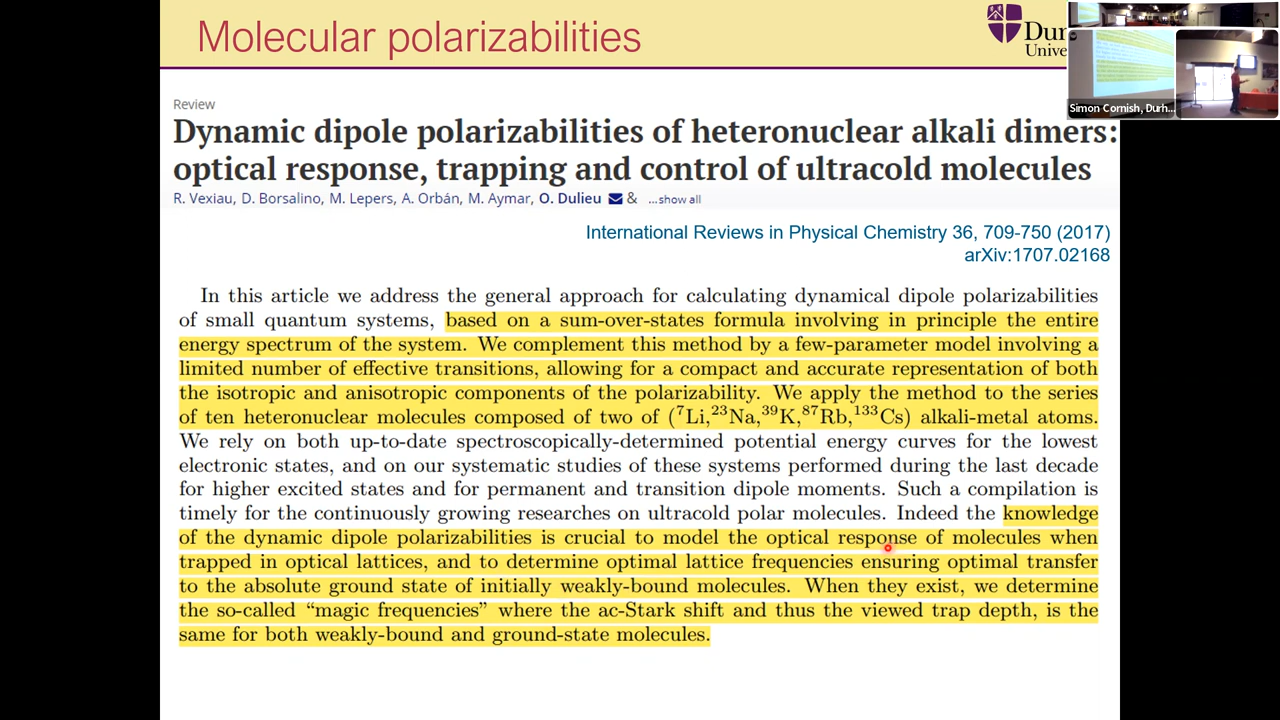 Molecular polarizabilities
Review
Dynamic dipole polarizabilities of heteronuclear alkali dimers:
optical response, trapping and control of ultracold molecules
R. Vexiau, D. Borsalino, M. Lepers, A. Orbán, M. Aymar, O. Dulieu & ...show all
International Reviews in Physical Chemistry 36, 709-750 (2017)
arXiv:1707.02168
In this article we address the general approach for calculating dynamical dipole polarizabilities
of small quantum systems, based on a sum-over-states formula involving in principle the entire
energy spectrum of the system. We complement this method by a few-parameter model involving a
limited number of effective transitions, allowing for a compact and accurate representation of both
the isotropic and anisotropic components of the polarizability. We apply the method to the series
of ten heteronuclear molecules composed of two of (⁷Li,²³Na,³⁹K,⁸⁷Rb,¹³³Cs) alkali-metal atoms.
We rely on both up-to-date spectroscopically-determined potential energy curves for the lowest
electronic states, and on our systematic studies of these systems performed during the last decade
for higher excited states and for permanent and transition dipole moments. Such a compilation is
timely for the continuously growing researches on ultracold polar molecules. Indeed the knowledge
of the dynamic dipole polarizabilities is crucial to model the optical response of molecules when
trapped in optical lattices, and to determine optimal lattice frequencies ensuring optimal transfer
to the absolute ground state of initially weakly-bound molecules. When they exist, we determine
the so-called “magic frequencies” where the ac-Stark shift and thus the viewed trap depth, is the
same for both weakly-bound and ground-state molecules.
Dur
Unive
Simon Cornish, Durh...